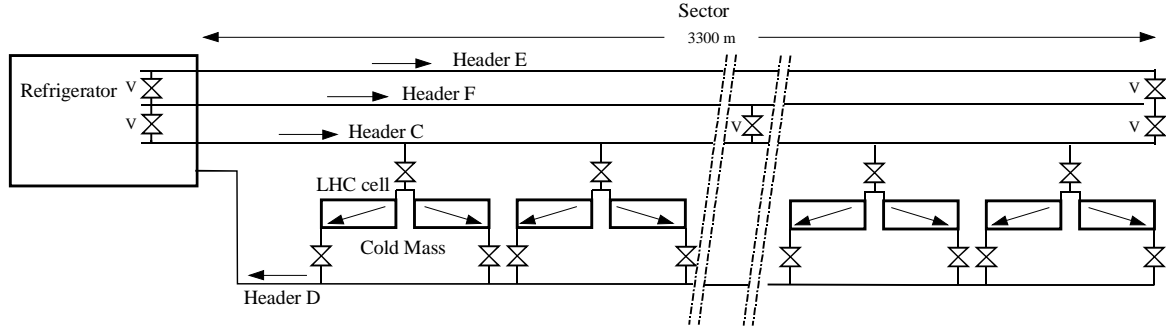 Sector
3300 m
Header E
Refrigerator
V
Header F
V
V
V
V
Header C
LHC cell
Cold Mass
Header D